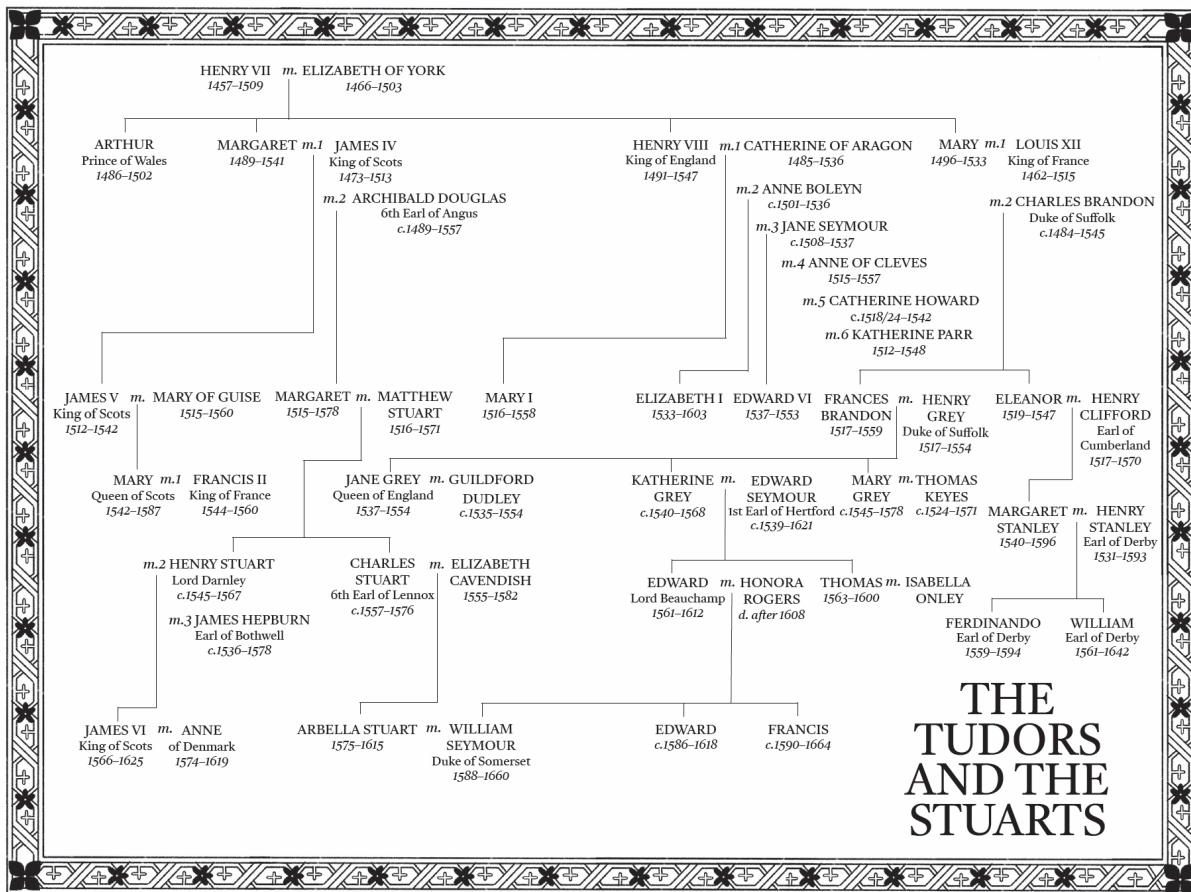 HENRY VII m. ELIZABETH OF YORK
1457–1509 1466–1503
ARTHUR
Prince of Wales
1486–1502
MARGARET m.1 JAMES IV
1489–1541 King of Scots
1473–1513
m.2 ARCHIBALD DOUGLAS
6th Earl of Angus
c.1489–1557
HENRY VIII m.1 CATHERINE OF ARAGON
King of England 1485–1536
1491–1547
m.2 ANNE BOLEYN
c.1501–1536
m.3 JANE SEYMOUR
c.1508–1537
m.4 ANNE OF CLEVES
1515–1557
m.5 CATHERINE HOWARD
c.1518/24–1542
m.6 KATHERINE PARR
1512–1548
MARY m.1 LOUIS XII
1496–1533 King of France
1462–1515
m.2 CHARLES BRANDON
Duke of Suffolk
c.1484–1545
JAMES V m. MARY OF GUISE
King of Scots 1515–1560
1512–1542
MARGARET m. MATTHEW
1515–1578 STUART
1516–1571
MARY I
1516–1558
ELIZABETH I
1533–1603
EDWARD VI
1537–1553
FRANCES m. HENRY
BRANDON GREY
1517–1559 Duke of Suffolk
1517–1554
ELEANOR m. HENRY
1519–1547 CLIFFORD
Earl of
Cumberland
1517–1570
MARY m.1 FRANCIS II
Queen of Scots King of France
1542–1587 1544–1560
JANE GREY m. GUILDFORD
Queen of England DUDLEY
1537–1554 c.1535–1554
KATHERINE m. EDWARD
GREY SEYMOUR
c.1540–1568 1st Earl of Hertford
c.1539–1621
MARY m. THOMAS
GREY KEYES
c.1545–1578 c.1524–1571
MARGARET m. HENRY
STANLEY STANLEY
1540–1596 Earl of Derby
1531–1593
m.2 HENRY STUART
Lord Darnley
c.1545–1567
m.3 JAMES HEPBURN
Earl of Bothwell
c.1536–1578
CHARLES m. ELIZABETH
STUART CAVENDISH
6th Earl of Lennox 1555–1582
c.1557–1576
EDWARD m. HONORA
Lord Beauchamp ROGERS
1561–1612 d. after 1608
THOMAS m. ISABELLA
1563–1600 ONLEY
FERDINANDO
Earl of Derby
1559–1594
WILLIAM
Earl of Derby
1561–1642
JAMES VI m. ANNE
King of Scots of Denmark
1566–1625 1574–1619
ARBELLA STUART m. WILLIAM
1575–1615 SEYMOUR
Duke of Somerset
1588–1660
EDWARD
c.1586–1618
FRANCIS
c.1590–1664
THE
TUDORS
AND THE
STUARTS